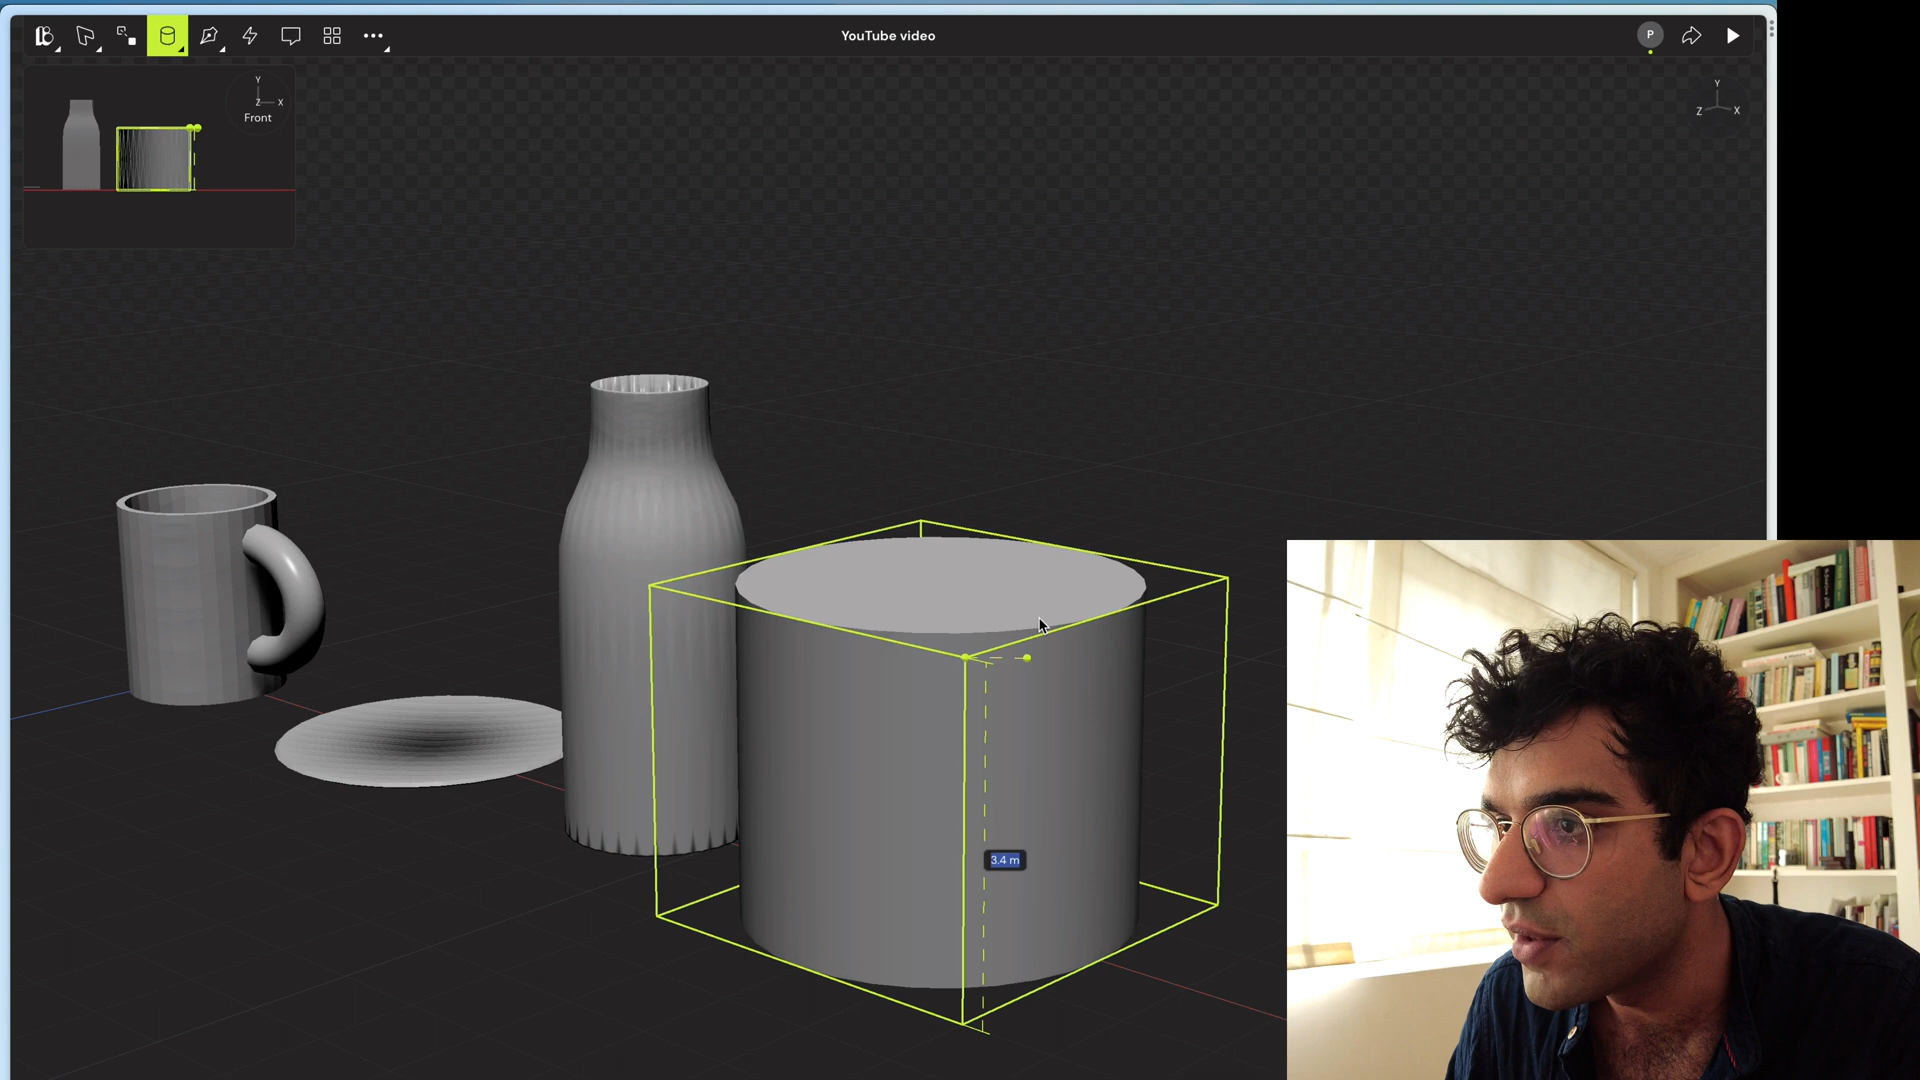 YouTube video
P
Y
Z X
Front
Y
Z X
3.4 m